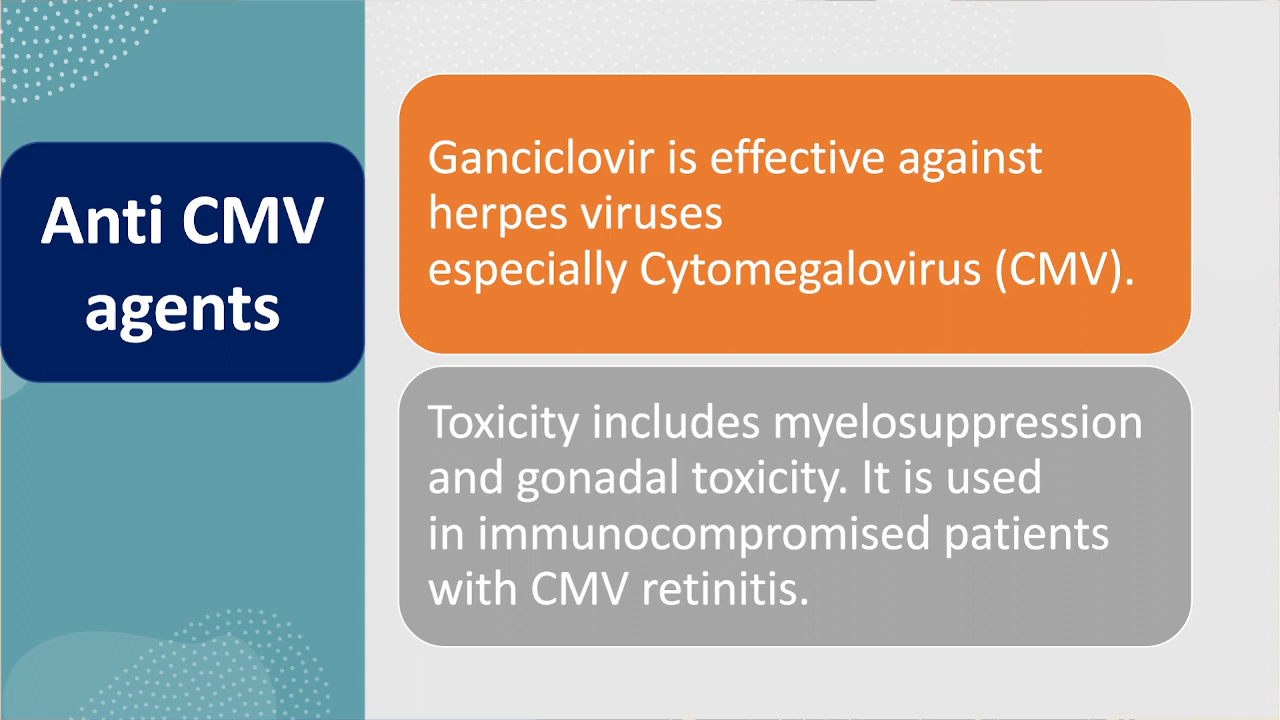 Anti CMV
agents
Ganciclovir is effective against
herpes viruses
especially Cytomegalovirus (CMV).
Toxicity includes myelosuppression
and gonadal toxicity. It is used
in immunocompromised patients
with CMV retinitis.